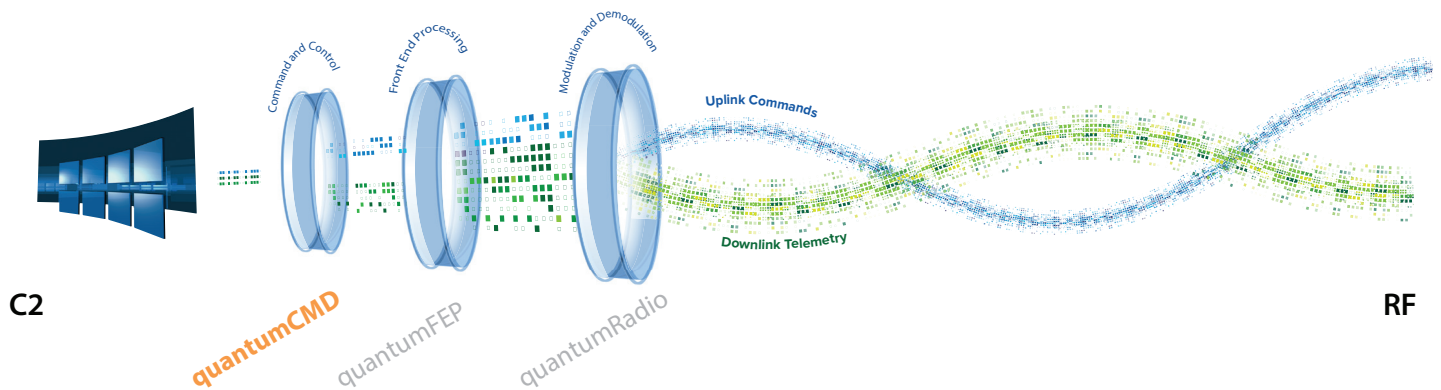 Command and Control
Front End Processing
Modulation and Demodulation
Uplink Commands
Downlink Telemetry
C2
RF
quantumCMD
quantumFEP
quantumRadio